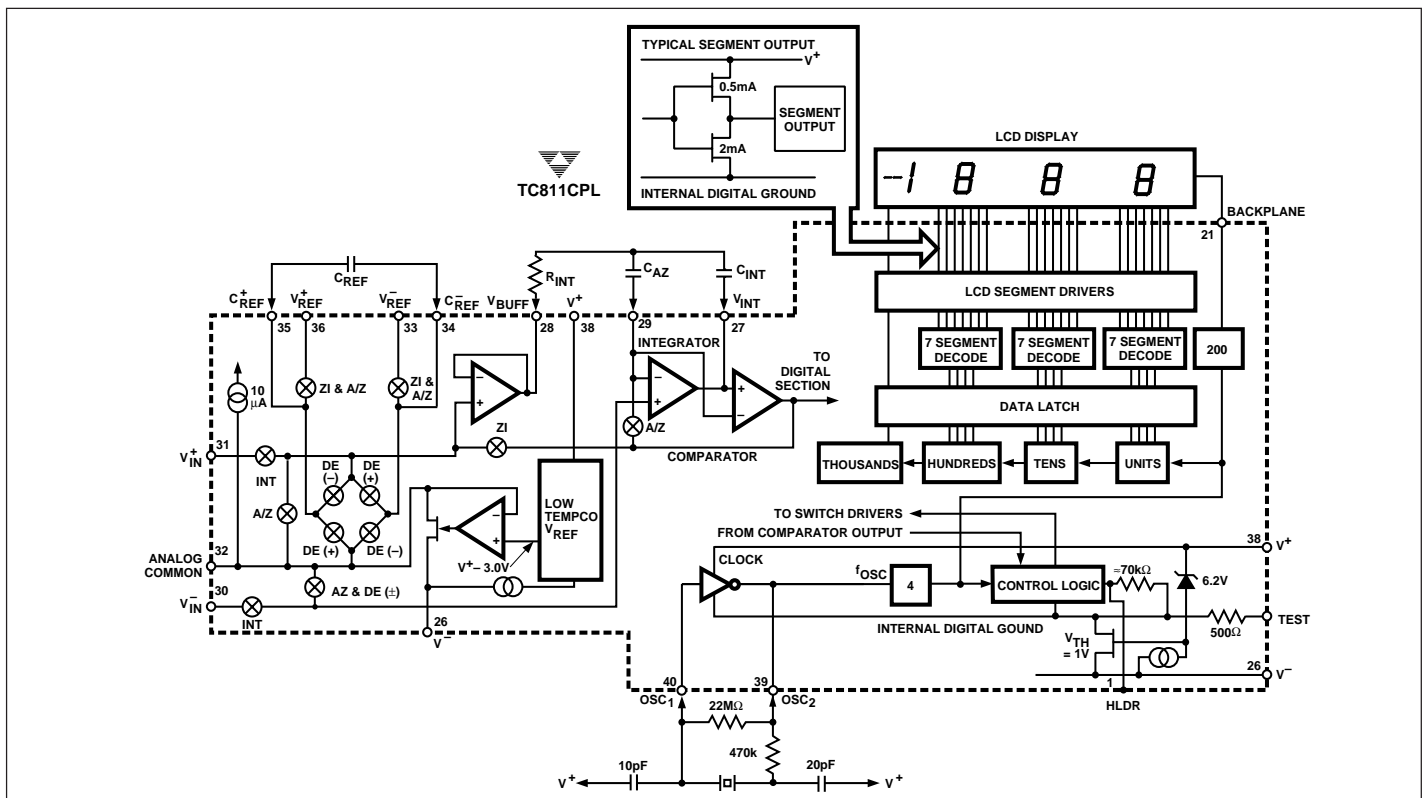 TYPICAL SEGMENT OUTPUT
V+
0.5mA
SEGMENT
OUTPUT
2mA
INTERNAL DIGITAL GROUND
TC811CPL
LCD DISPLAY
–1 8 8 8
BACKPLANE
21
LCD SEGMENT DRIVERS
7 SEGMENT
DECODE
7 SEGMENT
DECODE
7 SEGMENT
DECODE
200
DATA LATCH
THOUSANDS
HUNDREDS
TENS
UNITS
CREF
RINT
CAZ
CINT
C+REF
V+REF
V–REF
C–REF
VBUFF
V+
VINT
35
36
33
34
28
38
29
27
INTEGRATOR
TO
DIGITAL
SECTION
10
µA
ZI & A/Z
ZI &
A/Z
–
+
–
+
+
–
A/Z
ZI
COMPARATOR
31
V+IN
INT
DE
(–)
DE
(+)
A/Z
DE (+)
DE (–)
–
+
LOW
TEMPCO
VREF
V+– 3.0V
ANALOG
COMMON
32
30
V–IN
INT
AZ & DE (±)
26
V–
TO SWITCH DRIVERS
FROM COMPARATOR OUTPUT
CLOCK
fOSC
4
CONTROL LOGIC
≈70kΩ
6.2V
38
V+
INTERNAL DIGITAL GOUND
500Ω
TEST
VTH
= 1V
26
V–
1
HLDR
40
OSC1
39
OSC2
22MΩ
470k
10pF
20pF
V+
V+